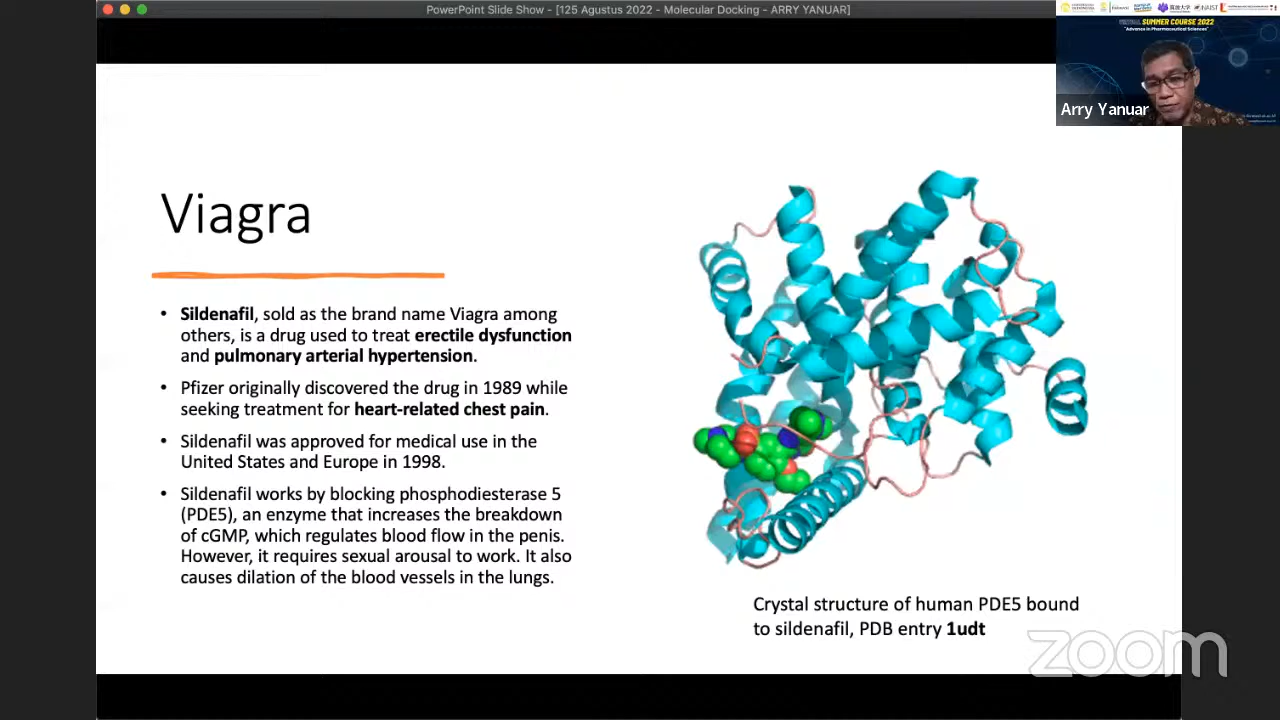 PowerPoint Slide Show - [125 Agustus 2022 - Molecular Docking - ARRY YANUAR]
VIRTUAL SUMMER COURSE 2022
"Advance in Pharmaceutical Sciences"
Arry Yanuar
Viagra
• Sildenafil, sold as the brand name Viagra among
others, is a drug used to treat erectile dysfunction
and pulmonary arterial hypertension.
• Pfizer originally discovered the drug in 1989 while
seeking treatment for heart-related chest pain.
• Sildenafil was approved for medical use in the
United States and Europe in 1998.
• Sildenafil works by blocking phosphodiesterase 5
(PDE5), an enzyme that increases the breakdown
of cGMP, which regulates blood flow in the penis.
However, it requires sexual arousal to work. It also
causes dilation of the blood vessels in the lungs.
Crystal structure of human PDE5 bound
to sildenafil, PDB entry 1udt
zoom